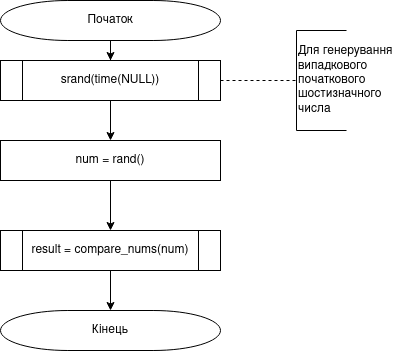 Початок
srand(time(NULL))
Для генерування
випадкового
початкового
шостизначного
числа
num = rand()
result = compare_nums(num)
Кінець